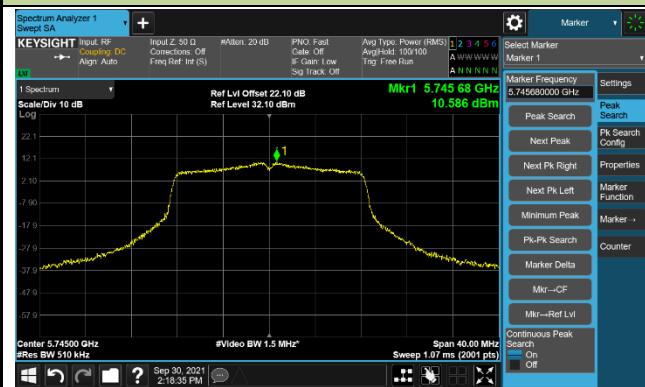 Spectrum Analyzer 1
Swept SA
Marker
KEYSIGHT
Input: RF
Coupling: DC
Align: Auto
Input Z: 50 Ω
Corrections: Off
Freq Ref: Int (S)
#Atten: 20 dB
PNO: Fast
Gate: Off
IF Gain: Low
Sig Track: Off
Avg Type: Power (RMS)
Avg|Hold: 100/100
Trig: Free Run
1 2 3 4 5 6
A W W W W W
A N N N N N
LXI
Select Marker
Marker 1
1 Spectrum
Scale/Div 10 dB
Log
Ref Lvl Offset 22.10 dB
Ref Level 32.10 dBm
Mkr1 5.745 68 GHz
10.586 dBm
22.1
12.1
2.10
-7.90
-17.9
-27.9
-37.9
-47.9
-57.9
1
Center 5.74500 GHz
#Res BW 510 kHz
#Video BW 1.5 MHz*
Span 40.00 MHz
Sweep 1.07 ms (2001 pts)
Marker Frequency
5.745680000 GHz
Peak Search
Next Peak
Next Pk Right
Next Pk Left
Minimum Peak
Pk-Pk Search
Marker Delta
Mkr→CF
Mkr→Ref Lvl
Continuous Peak
Search
On
Off
Settings
Peak
Search
Pk Search
Config
Properties
Marker
Function
Marker→
Counter
Sep 30, 2021
2:18:35 PM